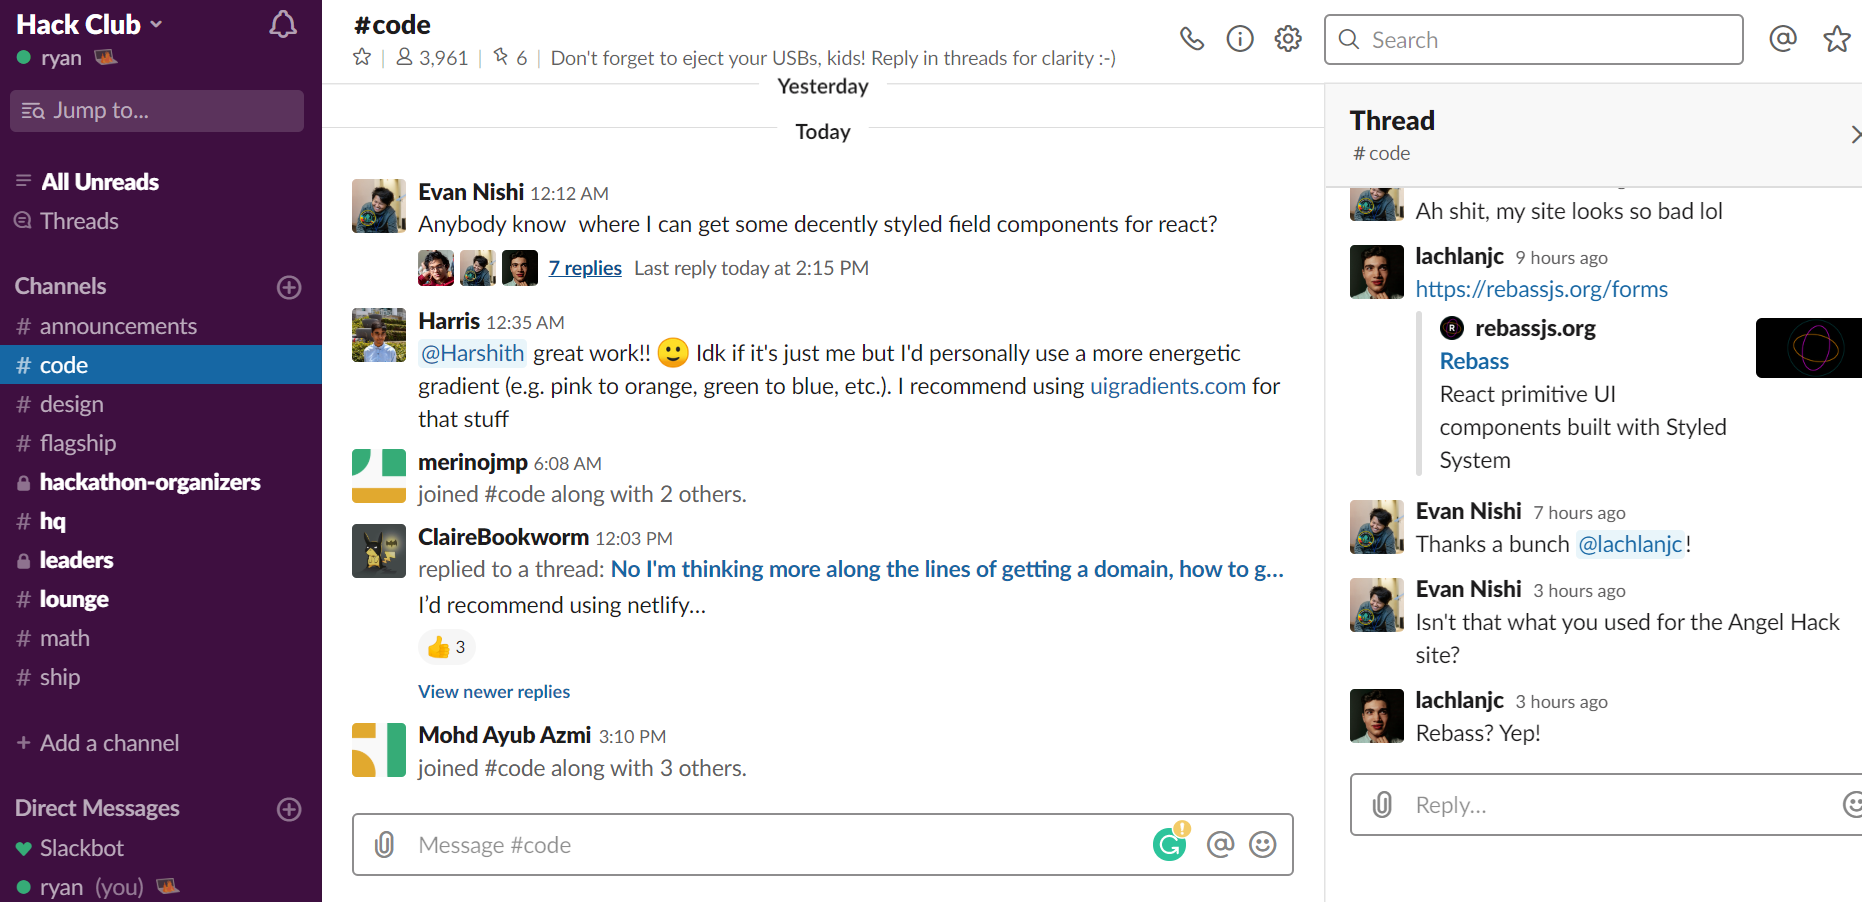 Hack Club
ryan
Jump to...
All Unreads
Threads
Channels
# announcements
# code
# design
# flagship
hackathon-organizers
# hq
leaders
# lounge
# math
# ship
+ Add a channel
Direct Messages
Slackbot
ryan (you)
#code
3,961 | 6 | Don't forget to eject your USBs, kids! Reply in threads for clarity :-)
Search
Yesterday
Today
Evan Nishi 12:12 AM
Anybody know  where I can get some decently styled field components for react?
7 replies Last reply today at 2:15 PM
Harris 12:35 AM
@Harshith great work!! 🙂 Idk if it's just me but I'd personally use a more energetic
gradient (e.g. pink to orange, green to blue, etc.). I recommend using uigradients.com for
that stuff
merinojmp 6:08 AM
joined #code along with 2 others.
ClaireBookworm 12:03 PM
replied to a thread: No I'm thinking more along the lines of getting a domain, how to g...
I’d recommend using netlify...
👍 3
View newer replies
Mohd Ayub Azmi 3:10 PM
joined #code along with 3 others.
Message #code
Thread
# code
Ah shit, my site looks so bad lol
lachlanjc 9 hours ago
https://rebassjs.org/forms
R rebassjs.org
Rebass
React primitive UI
components built with Styled
System
Evan Nishi 7 hours ago
Thanks a bunch @lachlanjc!
Evan Nishi 3 hours ago
Isn't that what you used for the Angel Hack
site?
lachlanjc 3 hours ago
Rebass? Yep!
Reply...